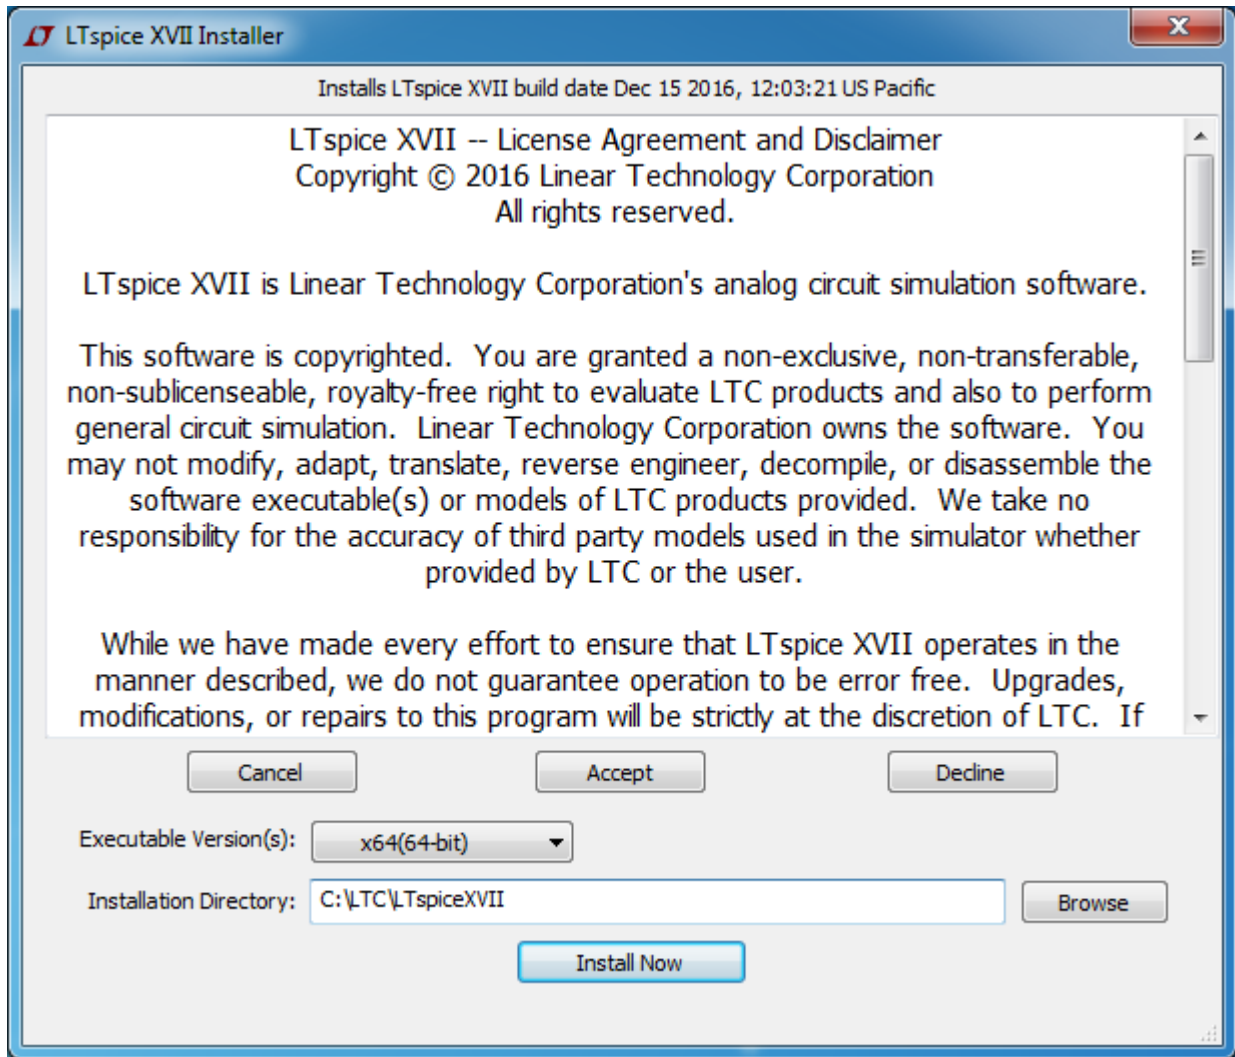 LTspice XVII Installer
Installs LTspice XVII build date Dec 15 2016, 12:03:21 US Pacific
LTspice XVII -- License Agreement and Disclaimer
Copyright © 2016 Linear Technology Corporation
All rights reserved.
LTspice XVII is Linear Technology Corporation's analog circuit simulation software.
This software is copyrighted.  You are granted a non-exclusive, non-transferable,
non-sublicenseable, royalty-free right to evaluate LTC products and also to perform
general circuit simulation.  Linear Technology Corporation owns the software.  You
may not modify, adapt, translate, reverse engineer, decompile, or disassemble the
software executable(s) or models of LTC products provided.  We take no
responsibility for the accuracy of third party models used in the simulator whether
provided by LTC or the user.
While we have made every effort to ensure that LTspice XVII operates in the
manner described, we do not guarantee operation to be error free.  Upgrades,
modifications, or repairs to this program will be strictly at the discretion of LTC.  If
Cancel Accept Decline
Executable Version(s): x64(64-bit)
Installation Directory: C:\LTC\LTspiceXVII Browse
Install Now